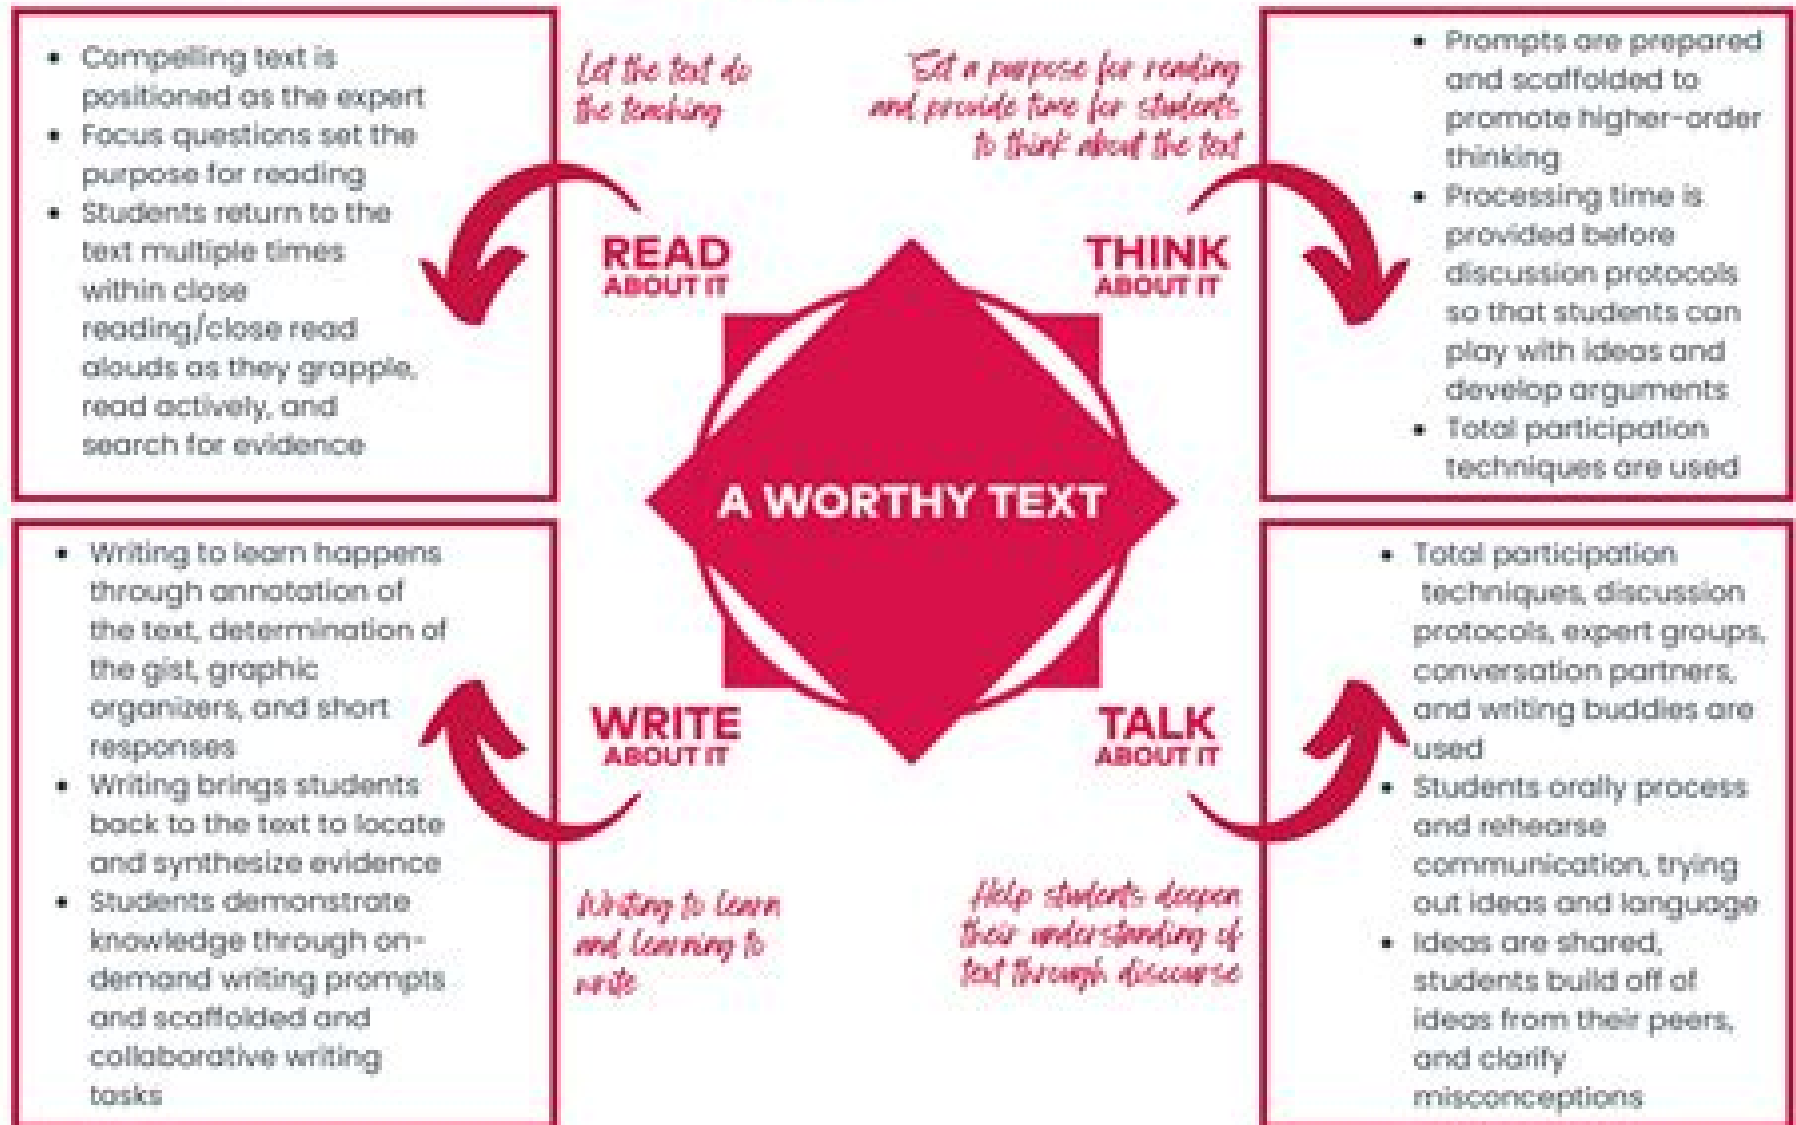 Compelling text is
positioned as the expert
Focus questions set the
purpose for reading
Students return to the
text multiple times
within close
reading/close read
alouds as they grapple,
read actively, and
search for evidence
Let the text do
the teaching
READ
ABOUT IT
Set a purpose for reading
and provide time for students
to think about the text
THINK
ABOUT IT
Prompts are prepared
and scaffolded to
promote higher-order
thinking
Processing time is
provided before
discussion protocols
so that students can
play with ideas and
develop arguments
Total participation
techniques are used
A WORTHY TEXT
Writing to learn happens
through annotation of
the text, determination of
the gist, graphic
organizers, and short
responses
Writing brings students
back to the text to locate
and synthesize evidence
Students demonstrate
knowledge through on-
demand writing prompts
and scaffolded and
collaborative writing
tasks
WRITE
ABOUT IT
Writing to learn
and learning to
write
TALK
ABOUT IT
Help students deepen
their understanding of
text through discourse
Total participation
techniques, discussion
protocols, expert groups,
conversation partners,
and writing buddies are
used
Students orally process
and rehearse
communication, trying
out ideas and language
Ideas are shared,
students build off of
ideas from their peers,
and clarify
misconceptions